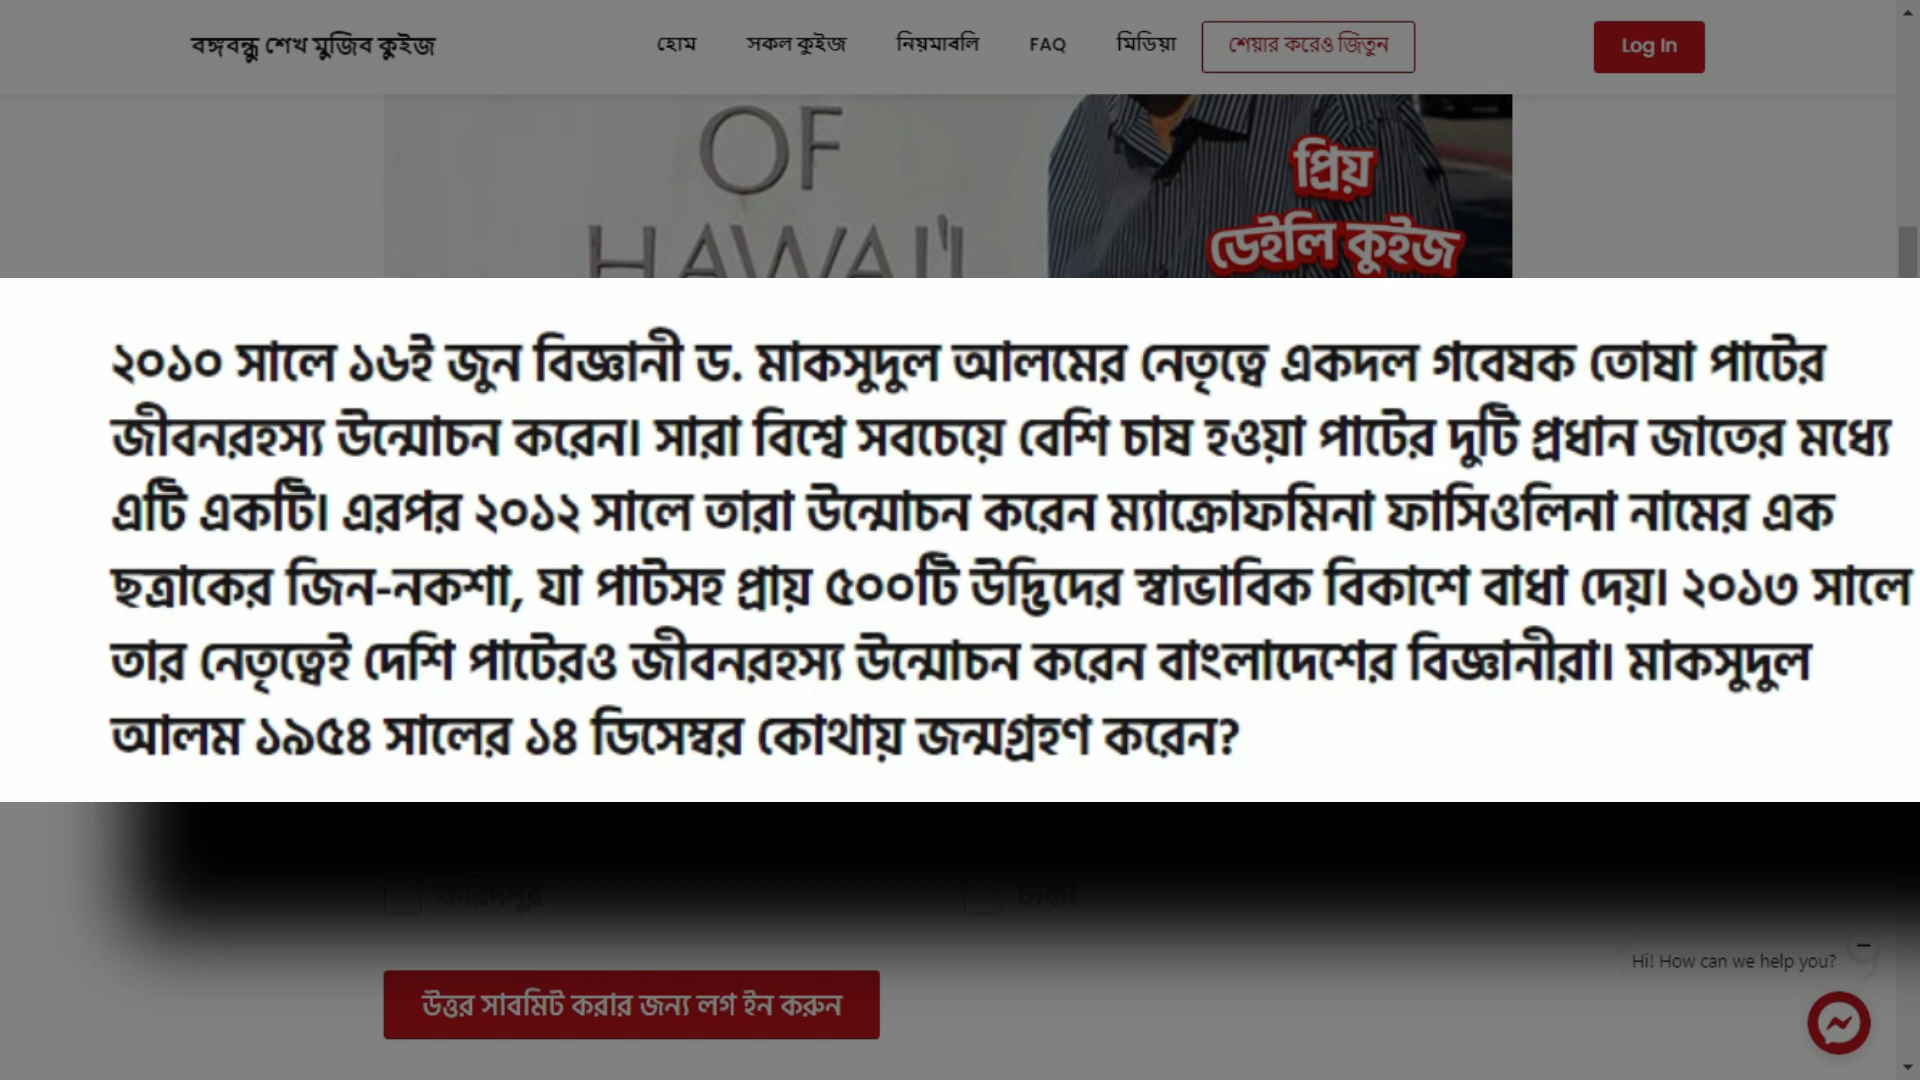 বঙ্গবন্ধু শেখ মুজিব কুইজ হোম সকল কুইজ নিয়মাবলি FAQ মিডিয়া শেয়ার করেও জিতুন Log In
OF
HAWAI'I
প্রিয়
ডেইলি কুইজ
২০১০ সালে ১৬ই জুন বিজ্ঞানী ড. মাকসুদুল আলমের নেতৃত্বে একদল গবেষক তোষা পাটের
জীবনরহস্য উন্মোচন করেন। সারা বিশ্বে সবচেয়ে বেশি চাষ হওয়া পাটের দুটি প্রধান জাতের মধ্যে
এটি একটি। এরপর ২০১২ সালে তারা উন্মোচন করেন ম্যাক্রোফমিনা ফাসিওলিনা নামের এক
ছত্রাকের জিন-নকশা, যা পাটসহ প্রায় ৫০০টি উদ্ভিদের স্বাভাবিক বিকাশে বাধা দেয়। ২০১৩ সালে
তার নেতৃত্বেই দেশি পাটেরও জীবনরহস্য উন্মোচন করেন বাংলাদেশের বিজ্ঞানীরা। মাকসুদুল
আলম ১৯৫৪ সালের ১৪ ডিসেম্বর কোথায় জন্মগ্রহণ করেন?
ফরিদপুর ঢাকা
Hi! How can we help you?
উত্তর সাবমিট করার জন্য লগ ইন করুন